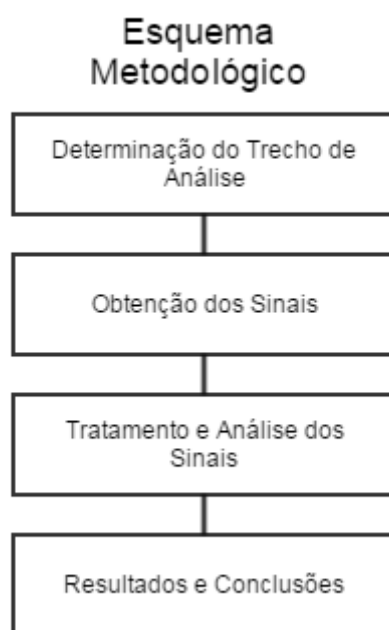 Esquema
Metodológico
Determinação do Trecho de
Análise
Obtenção dos Sinais
Tratamento e Análise dos
Sinais
Resultados e Conclusões